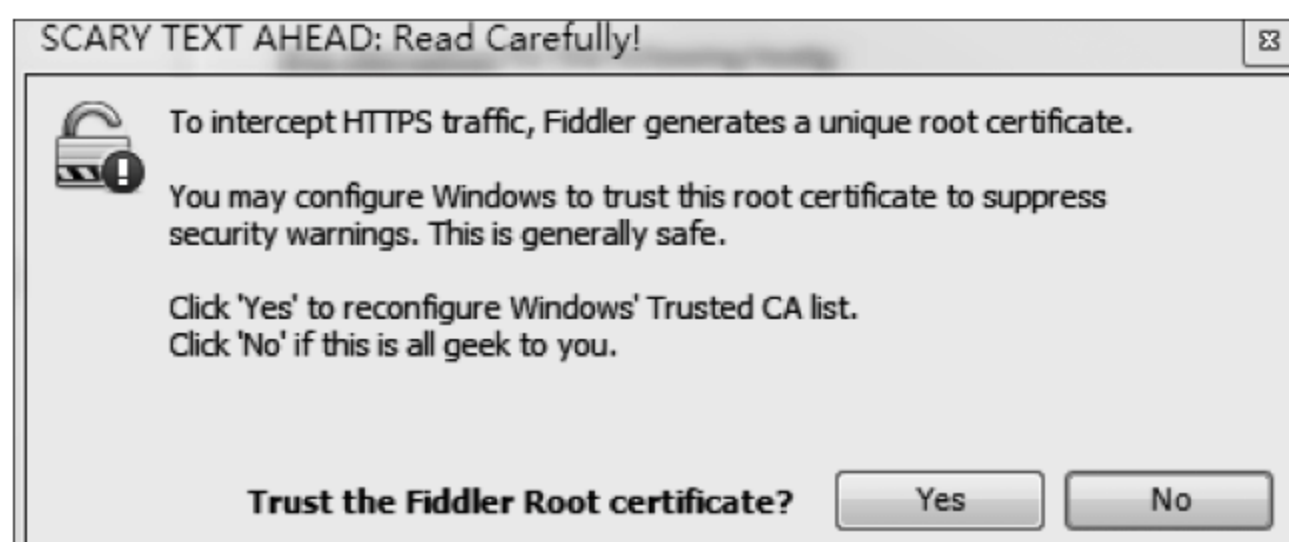 SCARY TEXT AHEAD: Read Carefully!
To intercept HTTPS traffic, Fiddler generates a unique root certificate.
You may configure Windows to trust this root certificate to suppress
security warnings. This is generally safe.
Click 'Yes' to reconfigure Windows' Trusted CA list.
Click 'No' if this is all geek to you.
Trust the Fiddler Root certificate?
Yes
No